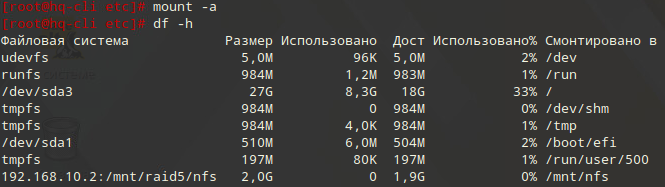 [root@hq-cli etc]# mount -a
[root@hq-cli etc]# df -h
Файловая система Размер Использовано Дост Использовано% Смонтировано в
udevfs 5,0M 96K 5,0M 2% /dev
runfs 984M 1,2M 983M 1% /run
/dev/sda3 27G 8,3G 18G 33% /
tmpfs 984M 0 984M 0% /dev/shm
tmpfs 984M 4,0K 984M 1% /tmp
/dev/sda1 510M 6,0M 504M 2% /boot/efi
tmpfs 197M 80K 197M 1% /run/user/500
192.168.10.2:/mnt/raid5/nfs 2,0G 0 1,9G 0% /mnt/nfs